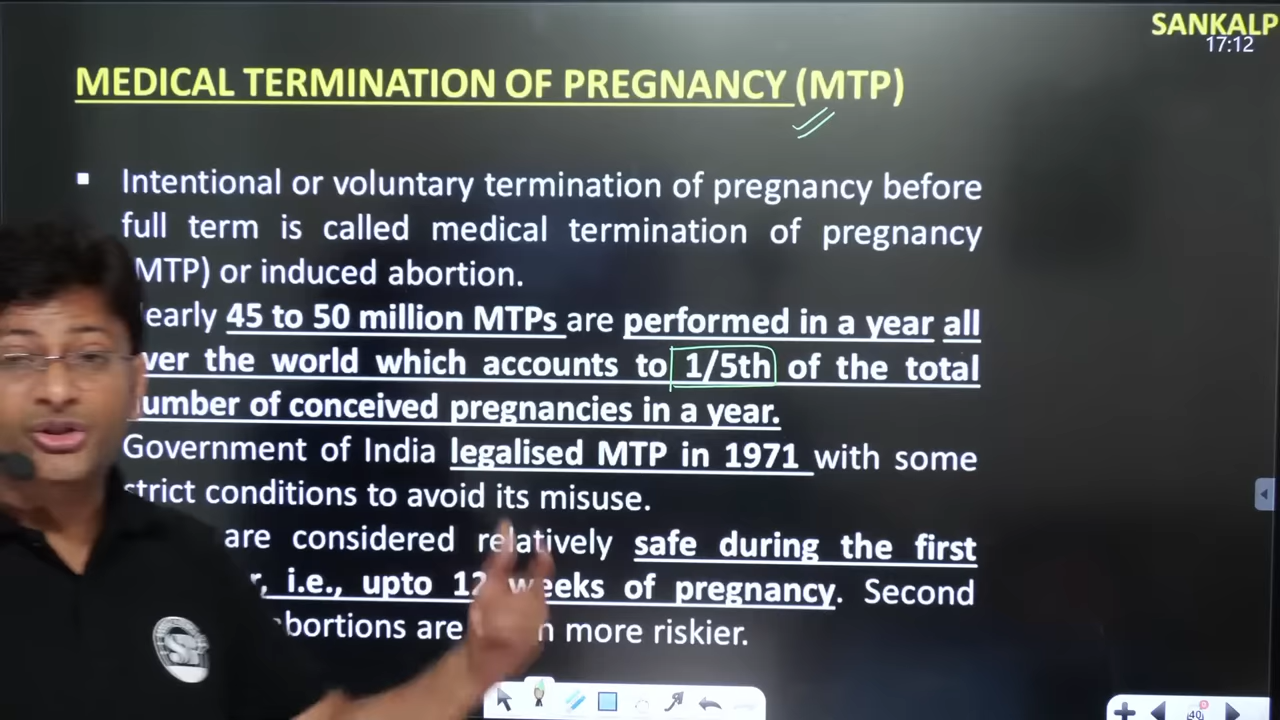 SANKALP
17:12
MEDICAL TERMINATION OF PREGNANCY (MTP)
▪ Intentional or voluntary termination of pregnancy before
full term is called medical termination of pregnancy
MTP) or induced abortion.
early 45 to 50 million MTPs are performed in a year all
ver the world which accounts to 1/5th of the total
umber of conceived pregnancies in a year.
Government of India legalised MTP in 1971 with some
strict conditions to avoid its misuse.
are considered relatively safe during the first
r, i.e., upto 12 weeks of pregnancy. Second
bortions are more riskier.
40